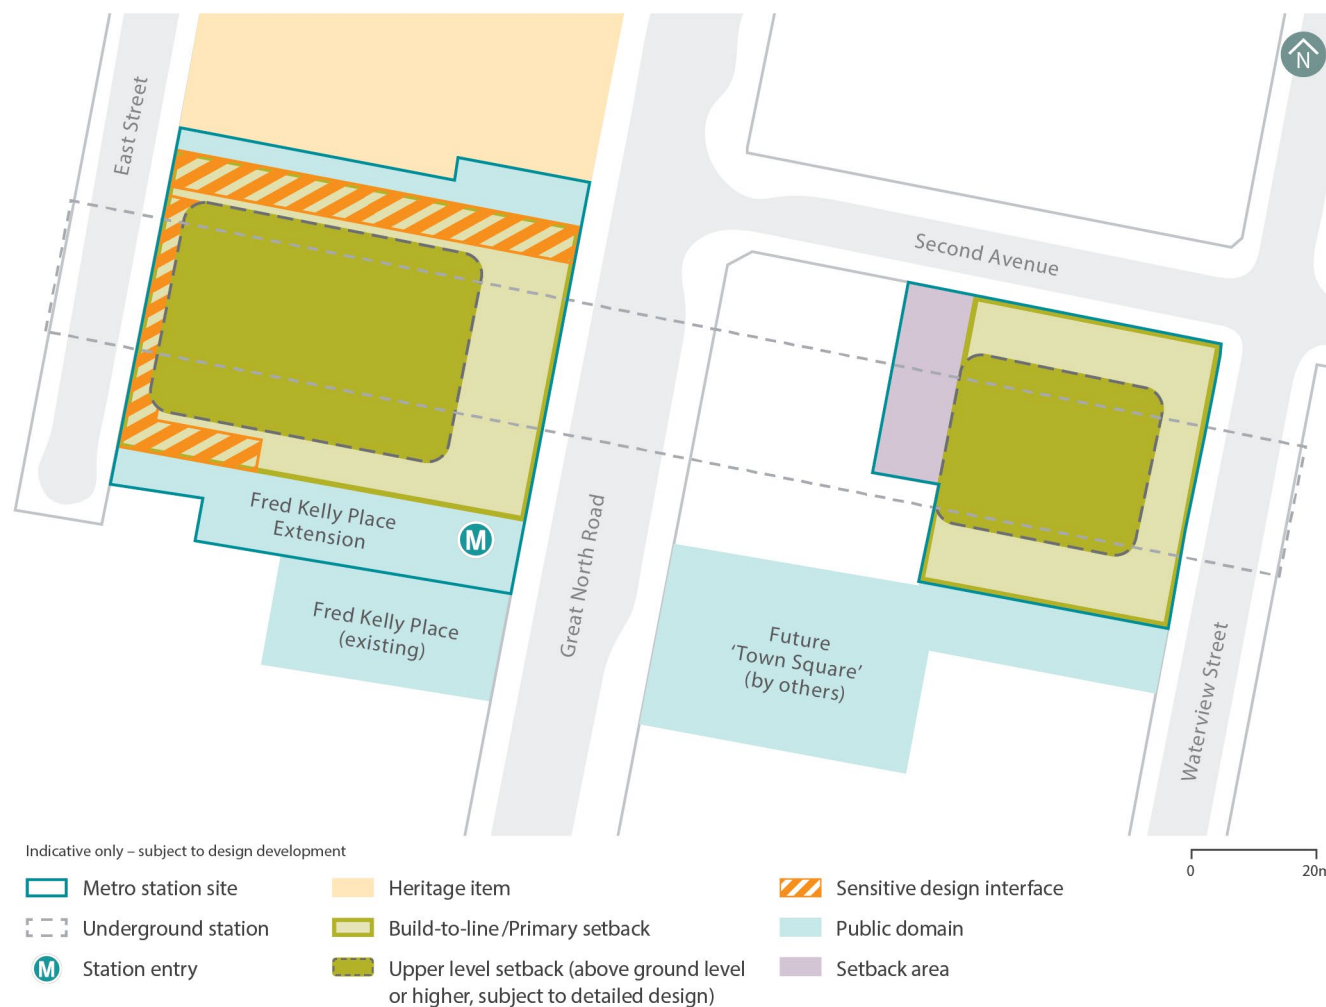 N
East Street
Second Avenue
Fred Kelly Place
Extension
M
Great North Road
Fred Kelly Place
(existing)
Future
‘Town Square’
(by others)
Waterview Street
Indicative only – subject to design development
0 20m
Metro station site
Heritage item
Sensitive design interface
Underground station
Build-to-line/Primary setback
Public domain
M Station entry
Upper level setback (above ground level
or higher, subject to detailed design)
Setback area